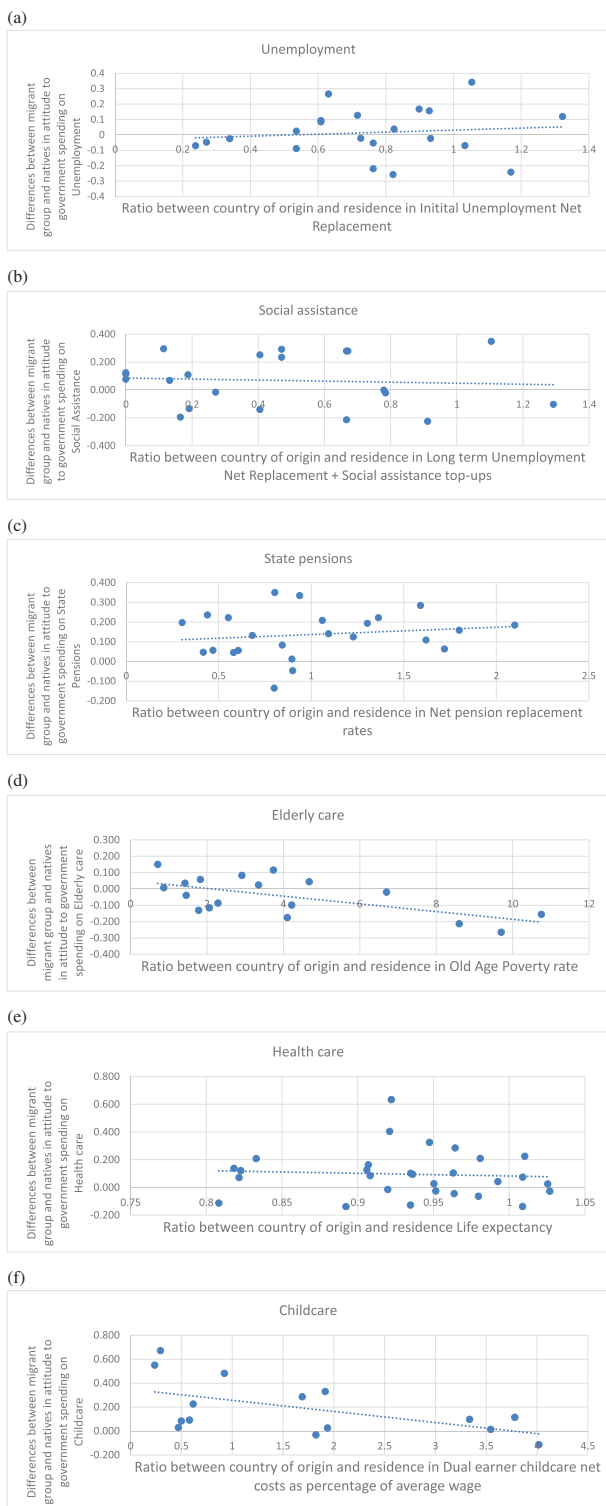 (a)
Unemployment
Differences between migrant
group and natives in attitude to
government spending on
Unemployment
0.4
0.3
0.2
0.1
0
-0.1
-0.2
-0.3
-0.4
0 0.2 0.4 0.6 0.8 1 1.2 1.4
Ratio between country of origin and residence in Initital Unemployment Net
Replacement
(b)
Social assistance
Differences between migrant
group and natives in attitude
to government spending on
Social Assistance
0.400
0.200
0.000
-0.200
-0.400
0 0.2 0.4 0.6 0.8 1 1.2 1.4
Ratio between country of origin and residence in Long term Unemployment
Net Replacement + Social assistance top-ups
(c)
State pensions
Differences between migrant
group and natives in attitude to
government spending on State
Pensions
0.400
0.300
0.200
0.100
0.000
-0.100
-0.200
0 0.5 1 1.5 2 2.5
Ratio between country of origin and residence in Net pension replacement
rates
(d)
Elderly care
Differences between
migrant group and natives
in attitude to government
spending on Elderly care
0.300
0.200
0.100
0.000
-0.100
-0.200
-0.300
-0.400
0 2 4 6 8 10 12
Ratio between country of origin and residence in Old Age Poverty rate
(e)
Health care
Differences between migrant
group and natives in attitude to
government spending on
Health care
0.800
0.600
0.400
0.200
0.000
-0.200
0.75 0.8 0.85 0.9 0.95 1 1.05
Ratio between country of origin and residence Life expectancy
(f)
Childcare
Differences between migrant
group and natives in attitude to
government spending on
Childcare
0.800
0.600
0.400
0.200
0.000
-0.200
0 0.5 1 1.5 2 2.5 3 3.5 4 4.5
Ratio between country of origin and residence in Dual earner childcare net
costs as percentage of average wage